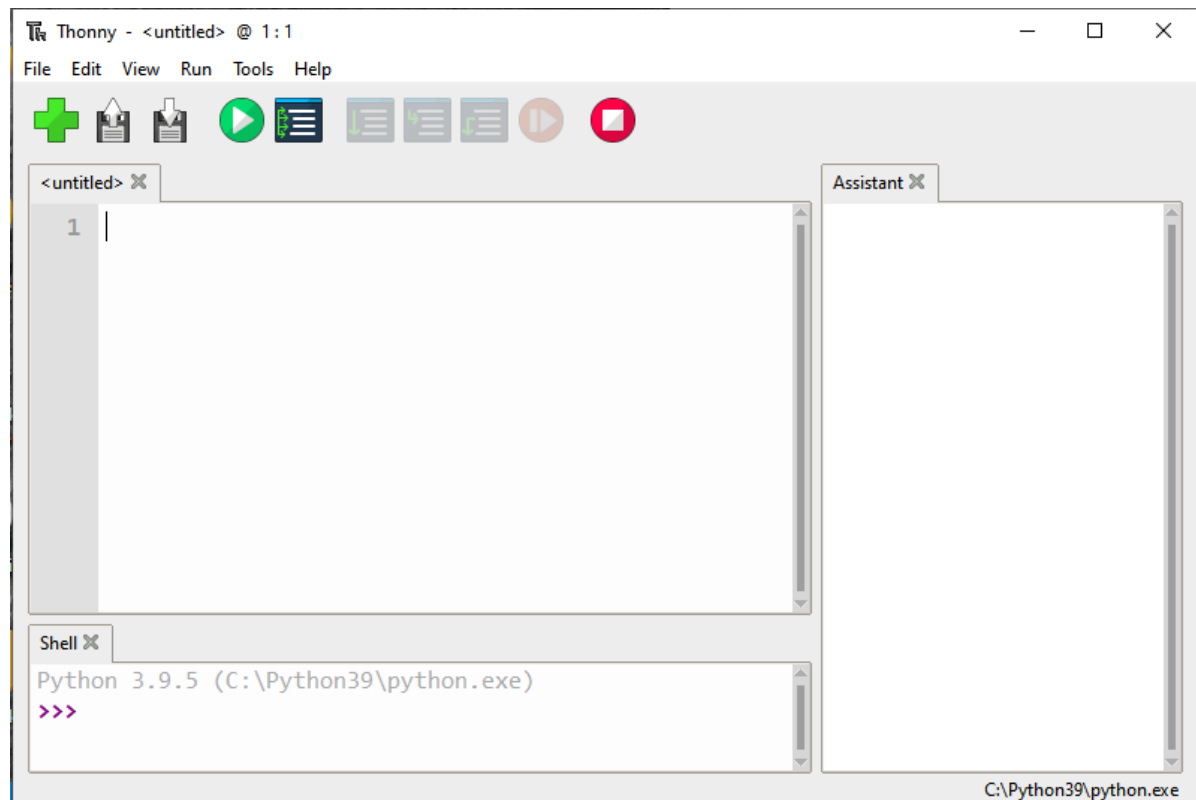 Thonny - <untitled> @ 1:1
File Edit View Run Tools Help
<untitled>
Assistant
1
Shell
Python 3.9.5 (C:\Python39\python.exe)
>>>
C:\Python39\python.exe